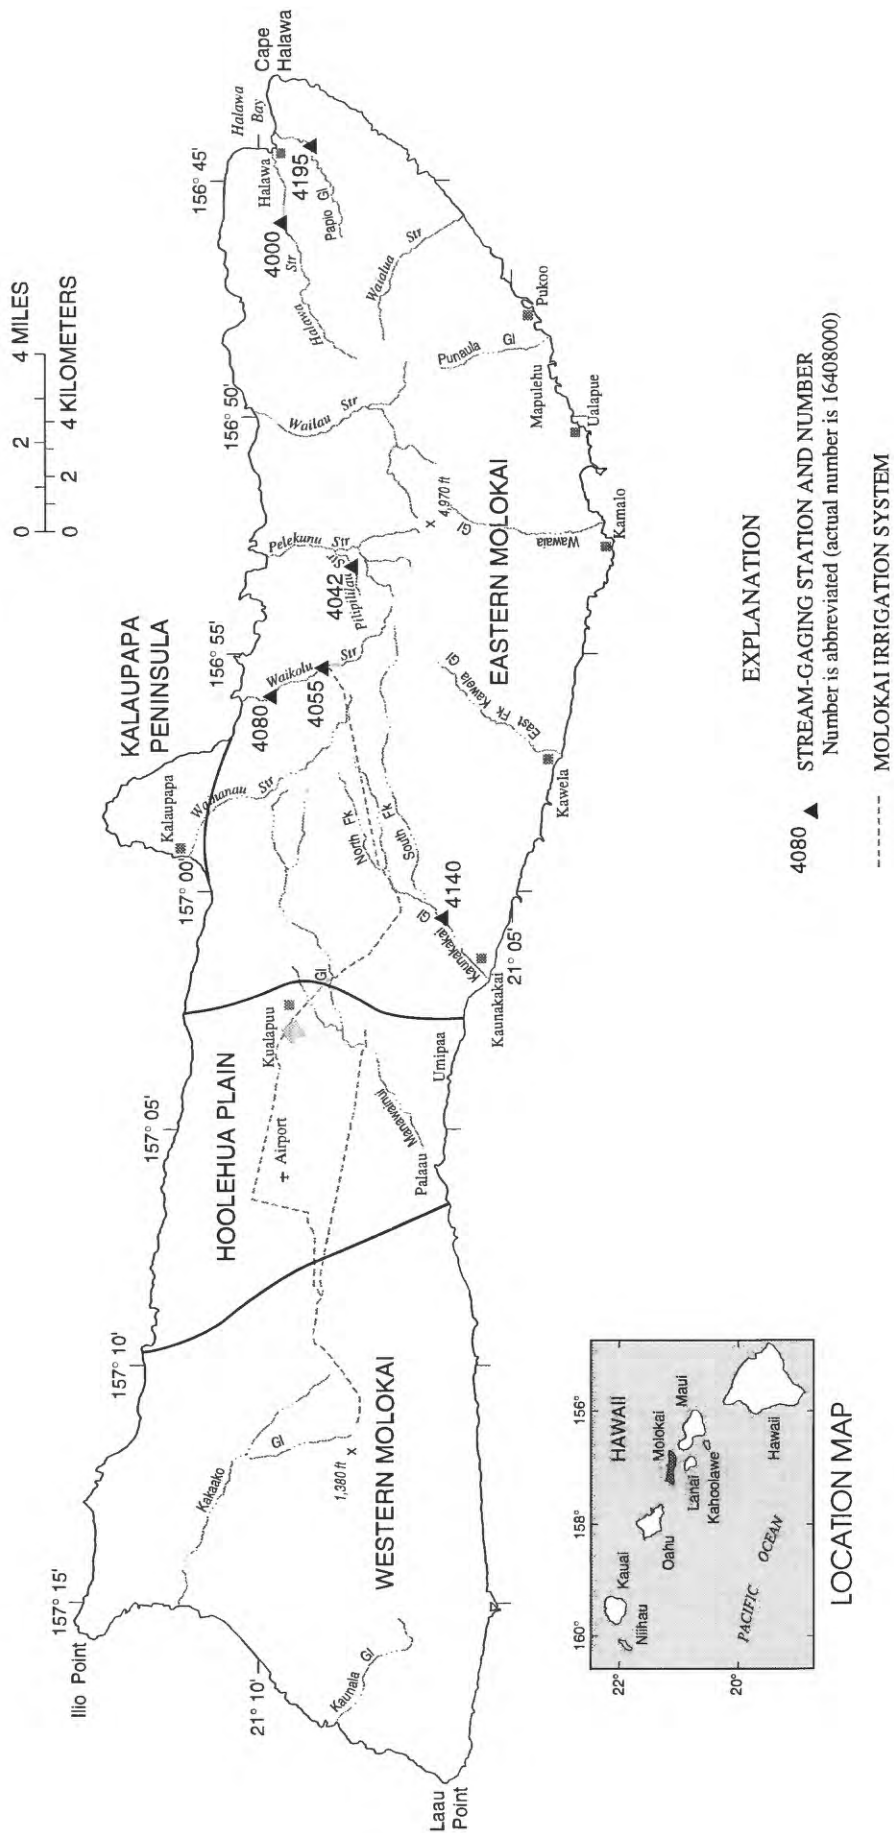 0 2 4 MILES
0 2 4 KILOMETERS
Ilio Point
157° 15'
157° 10'
157° 05'
157° 00'
156° 55'
156° 50'
156° 45'
KALAUPAPA
PENINSULA
Kalaupapa
Halawa
Bay
Cape
Halawa
Halawa
4000
4195
Papio Gl
Halawa Str
Waialua Str
Wailau Str
Pelekunu Str
Pilipililau Str
4042
Waikolu Str
4080
4055
Waihanau Str
North Fk
South Fk
4140
Kaunakakai Gl
Kaunakakai
21° 05'
East Fk Kawela Gl
Kawela
EASTERN MOLOKAI
4,970 ft
Wawaia Gl
Kamalo
Ualapue
Mapulehu
Punaula Gl
Pukoo
HOOLEHUA PLAIN
Kualapuu
Airport
Manawainui Gl
Umipaa
Palaau
WESTERN MOLOKAI
Kakaako Gl
1,380 ft
Kaunala Gl
21° 10'
Laau
Point
EXPLANATION
4080 STREAM-GAGING STATION AND NUMBER
Number is abbreviated (actual number is 16408000)
MOLOKAI IRRIGATION SYSTEM
160° 158° 156°
22°
20°
Niihau
Kauai
Oahu
HAWAII
Molokai
Maui
Lanai
Kahoolawe
Hawaii
PACIFIC OCEAN
LOCATION MAP